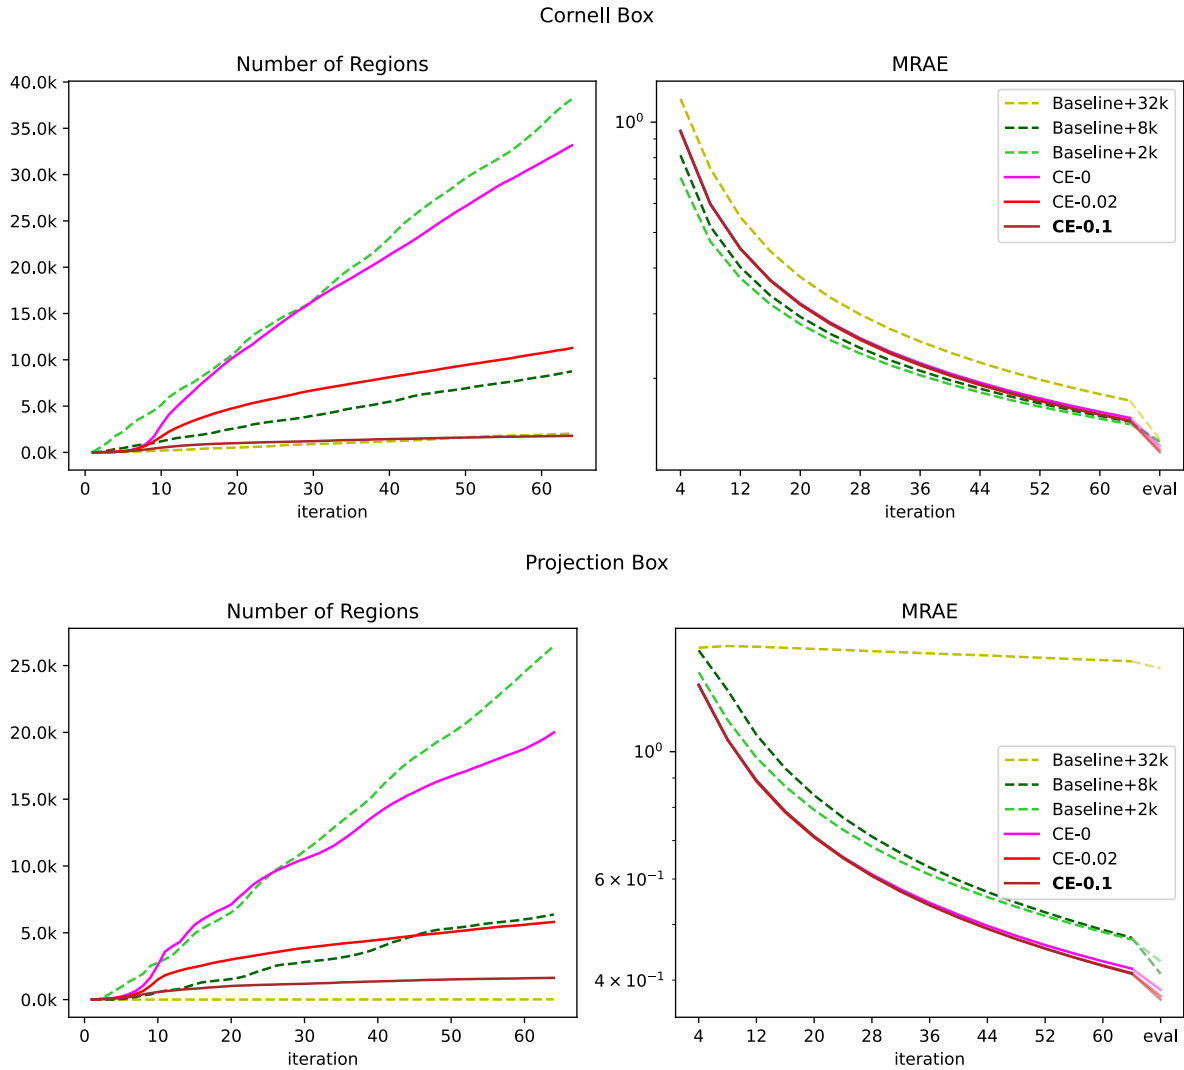 Cornell Box
Number of Regions
40.0k
35.0k
30.0k
25.0k
20.0k
15.0k
10.0k
5.0k
0.0k
0 10 20 30 40 50 60
iteration
MRAE
10⁰
Baseline+32k
Baseline+8k
Baseline+2k
CE-0
CE-0.02
CE-0.1
4 12 20 28 36 44 52 60 eval
iteration
Projection Box
Number of Regions
25.0k
20.0k
15.0k
10.0k
5.0k
0.0k
0 10 20 30 40 50 60
iteration
MRAE
10⁰
6 × 10⁻¹
4 × 10⁻¹
Baseline+32k
Baseline+8k
Baseline+2k
CE-0
CE-0.02
CE-0.1
4 12 20 28 36 44 52 60 eval
iteration